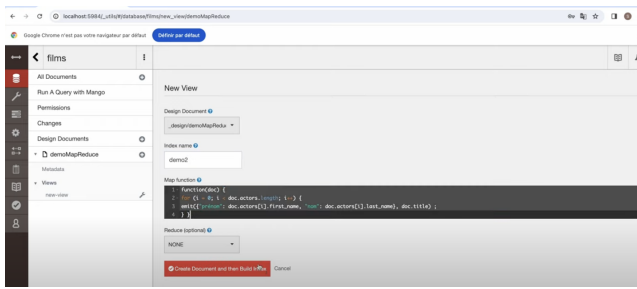 localhost:5984/_utils/#/database/films/new_view/demoMapReduce
Google Chrome n'est pas votre navigateur par défaut
Définir par défaut
films
All Documents
Run A Query with Mango
Permissions
Changes
Design Documents
demoMapReduce
Metadata
Views
new-view
New View
Design Document
_design/demoMapRedu
Index name
demo2
Map function
1 function(doc) {
2 for (i = 0; i < doc.actors.length; i++) {
3 emit({"prenom": doc.actors[i].first_name, "nom": doc.actors[i].last_name}, doc.title) ;
4 } }
Reduce (optional)
NONE
Create Document and then Build Index
Cancel